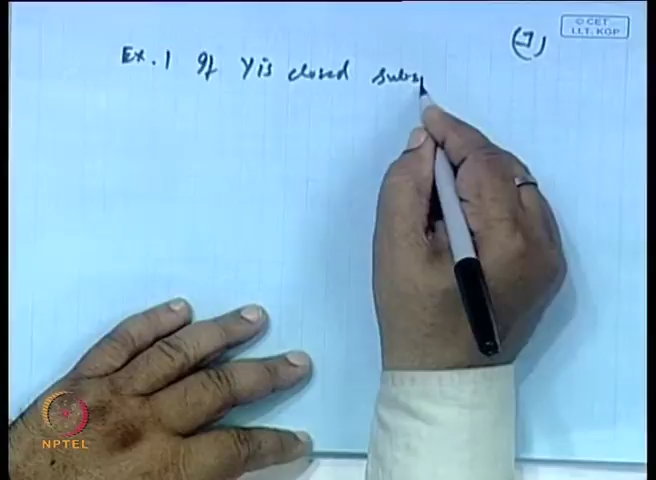 (-7)
© CET
I.I.T. KGP
Ex. 1 If Y is closed subs
NPTEL